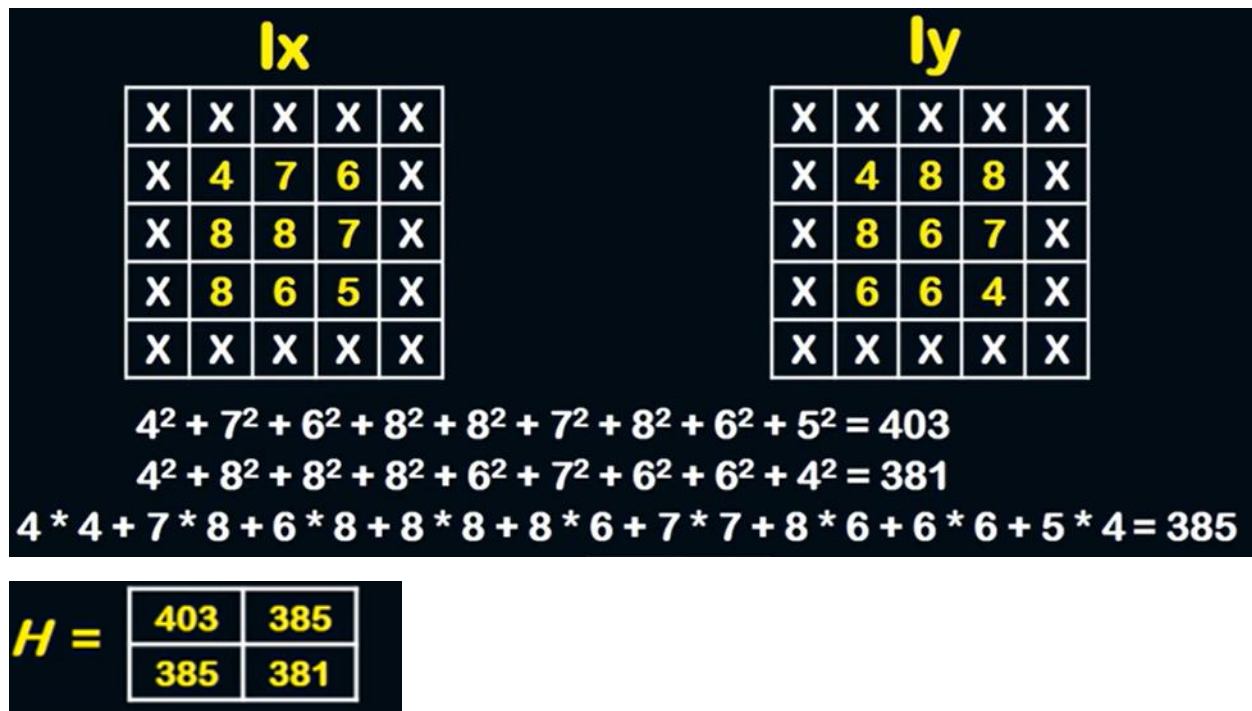 Ix Iy
X X X X X X X X X X
X 4 7 6 X X 4 8 8 X
X 8 8 7 X X 8 6 7 X
X 8 6 5 X X 6 6 4 X
X X X X X X X X X X
4² + 7² + 6² + 8² + 8² + 7² + 8² + 6² + 5² = 403
4² + 8² + 8² + 8² + 6² + 7² + 6² + 6² + 4² = 381
4 * 4 + 7 * 8 + 6 * 8 + 8 * 8 + 8 * 6 + 7 * 7 + 8 * 6 + 6 * 6 + 5 * 4 = 385
403 385
H =
385 381